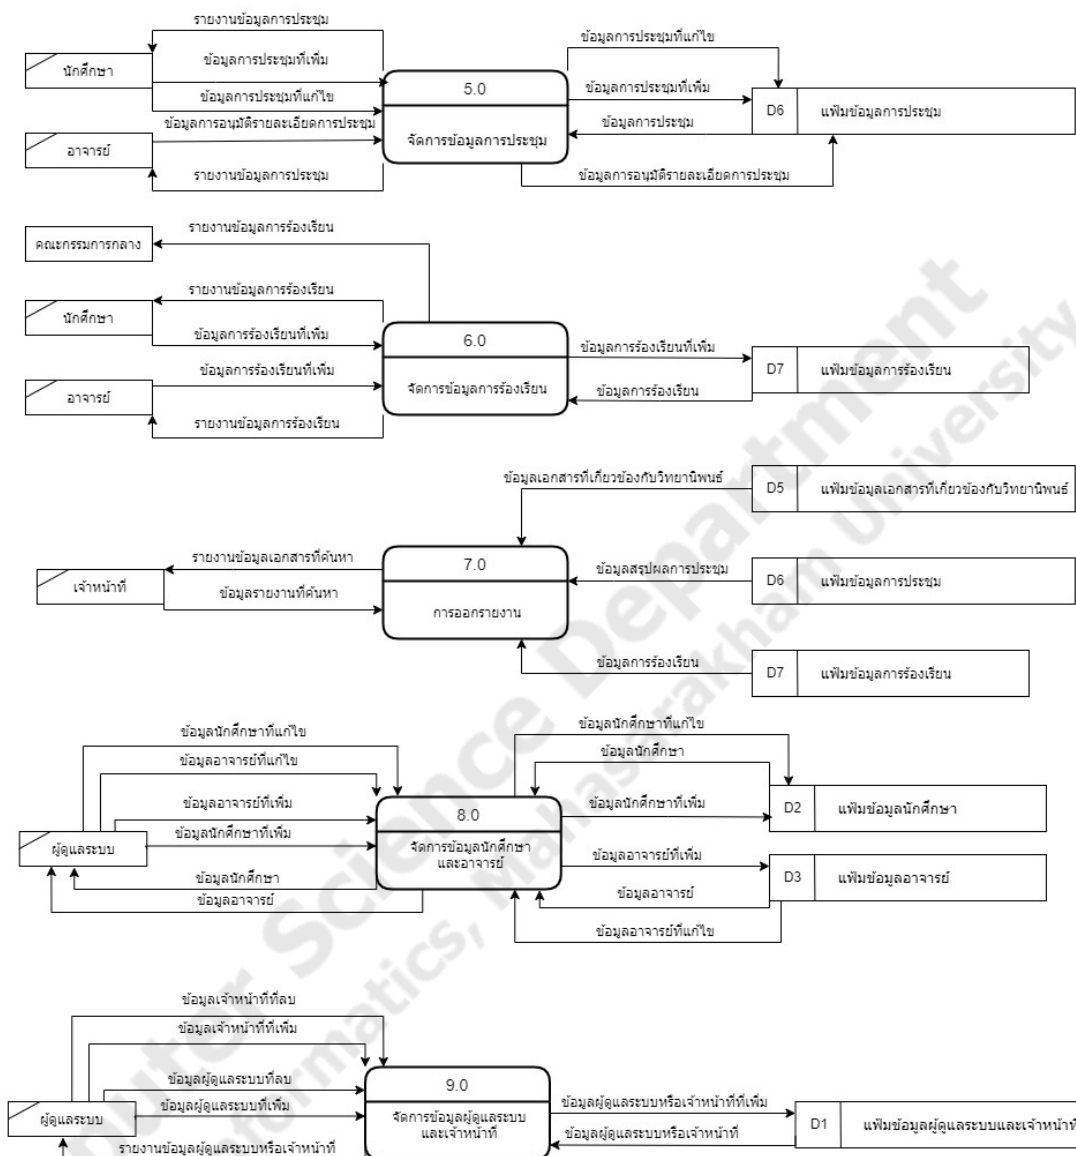 รายงานข้อมูลการประชุม
นักศึกษา
ข้อมูลการประชุมที่เพิ่ม
ข้อมูลการประชุมที่แก้ไข
ข้อมูลการอนุมัติรายละเอียดการประชุม
อาจารย์
รายงานข้อมูลการประชุม
5.0
จัดการข้อมูลการประชุม
ข้อมูลการประชุมที่แก้ไข
ข้อมูลการประชุมที่เพิ่ม
ข้อมูลการประชุม
ข้อมูลการอนุมัติรายละเอียดการประชุม
D6 แฟ้มข้อมูลการประชุม
คณะกรรมการกลาง
รายงานข้อมูลการร้องเรียน
รายงานข้อมูลการร้องเรียน
นักศึกษา
ข้อมูลการร้องเรียนที่เพิ่ม
ข้อมูลการร้องเรียนที่เพิ่ม
อาจารย์
รายงานข้อมูลการร้องเรียน
6.0
จัดการข้อมูลการร้องเรียน
ข้อมูลการร้องเรียนที่เพิ่ม
ข้อมูลการร้องเรียน
D7 แฟ้มข้อมูลการร้องเรียน
ข้อมูลเอกสารที่เกี่ยวข้องกับวิทยานิพนธ์
D5 แฟ้มข้อมูลเอกสารที่เกี่ยวข้องกับวิทยานิพนธ์
รายงานข้อมูลเอกสารที่ค้นหา
เจ้าหน้าที่
ข้อมูลรายงานที่ค้นหา
7.0
การออกรายงาน
ข้อมูลสรุปผลการประชุม
D6 แฟ้มข้อมูลการประชุม
ข้อมูลการร้องเรียน
D7 แฟ้มข้อมูลการร้องเรียน
ข้อมูลนักศึกษาที่แก้ไข
ข้อมูลอาจารย์ที่แก้ไข
ข้อมูลอาจารย์ที่เพิ่ม
ข้อมูลนักศึกษาที่เพิ่ม
ผู้ดูแลระบบ
ข้อมูลนักศึกษา
ข้อมูลอาจารย์
8.0
จัดการข้อมูลนักศึกษา
และอาจารย์
ข้อมูลนักศึกษาที่แก้ไข
ข้อมูลนักศึกษา
ข้อมูลนักศึกษาที่เพิ่ม
D2 แฟ้มข้อมูลนักศึกษา
ข้อมูลอาจารย์ที่เพิ่ม
ข้อมูลอาจารย์
ข้อมูลอาจารย์ที่แก้ไข
D3 แฟ้มข้อมูลอาจารย์
ข้อมูลเจ้าหน้าที่ที่ลบ
ข้อมูลเจ้าหน้าที่ที่เพิ่ม
ข้อมูลผู้ดูแลระบบที่ลบ
ข้อมูลผู้ดูแลระบบที่เพิ่ม
ผู้ดูแลระบบ
รายงานข้อมูลผู้ดูแลระบบหรือเจ้าหน้าที่
9.0
จัดการข้อมูลผู้ดูแลระบบ
และเจ้าหน้าที่
ข้อมูลผู้ดูแลระบบหรือเจ้าหน้าที่ที่เพิ่ม
ข้อมูลผู้ดูแลระบบหรือเจ้าหน้าที่
D1 แฟ้มข้อมูลผู้ดูแลระบบและเจ้าหน้าที่
Science Department
Mahasarakham University